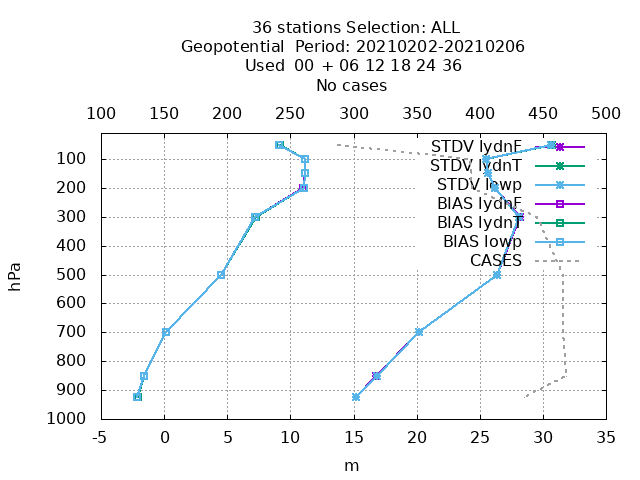 36 stations Selection: ALL
Geopotential  Period: 20210202-20210206
Used  00 + 06 12 18 24 36
No cases
100 150 200 250 300 350 400 450 500
STDV lydnF
STDV lydnT
STDV lowp
BIAS lydnF
BIAS lydnT
BIAS lowp
CASES
100
200
300
400
500
600
700
800
900
1000
hPa
-5 0 5 10 15 20 25 30 35
m